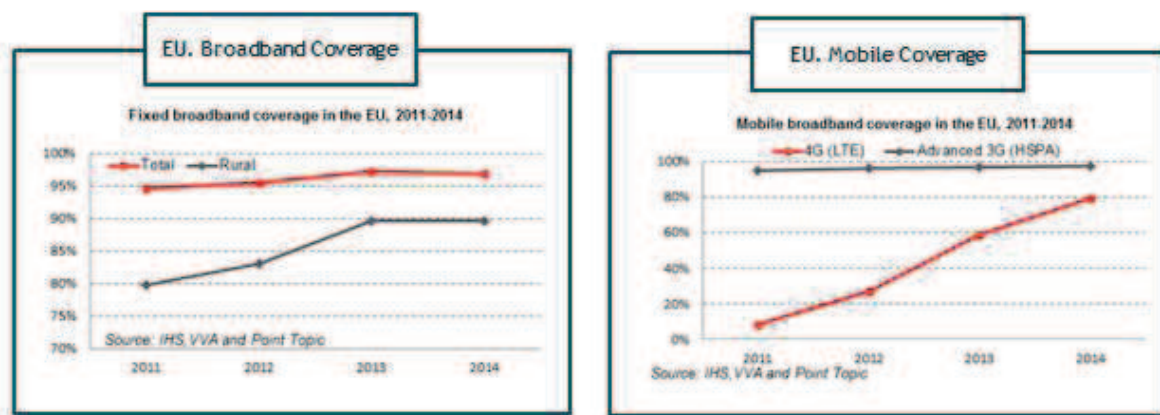 EU. Broadband Coverage
Fixed broadband coverage in the EU, 2011-2014
100%
Total Rural
95%
90%
85%
80%
75%
Source: IHS, VVA and Point Topic
70%
2011 2012 2013 2014
EU. Mobile Coverage
Mobile broadband coverage in the EU, 2011-2014
100%
4G (LTE) Advanced 3G (HSPA)
80%
60%
40%
20%
0%
2011 2012 2013 2014
Source: IHS, VVA and Point Topic